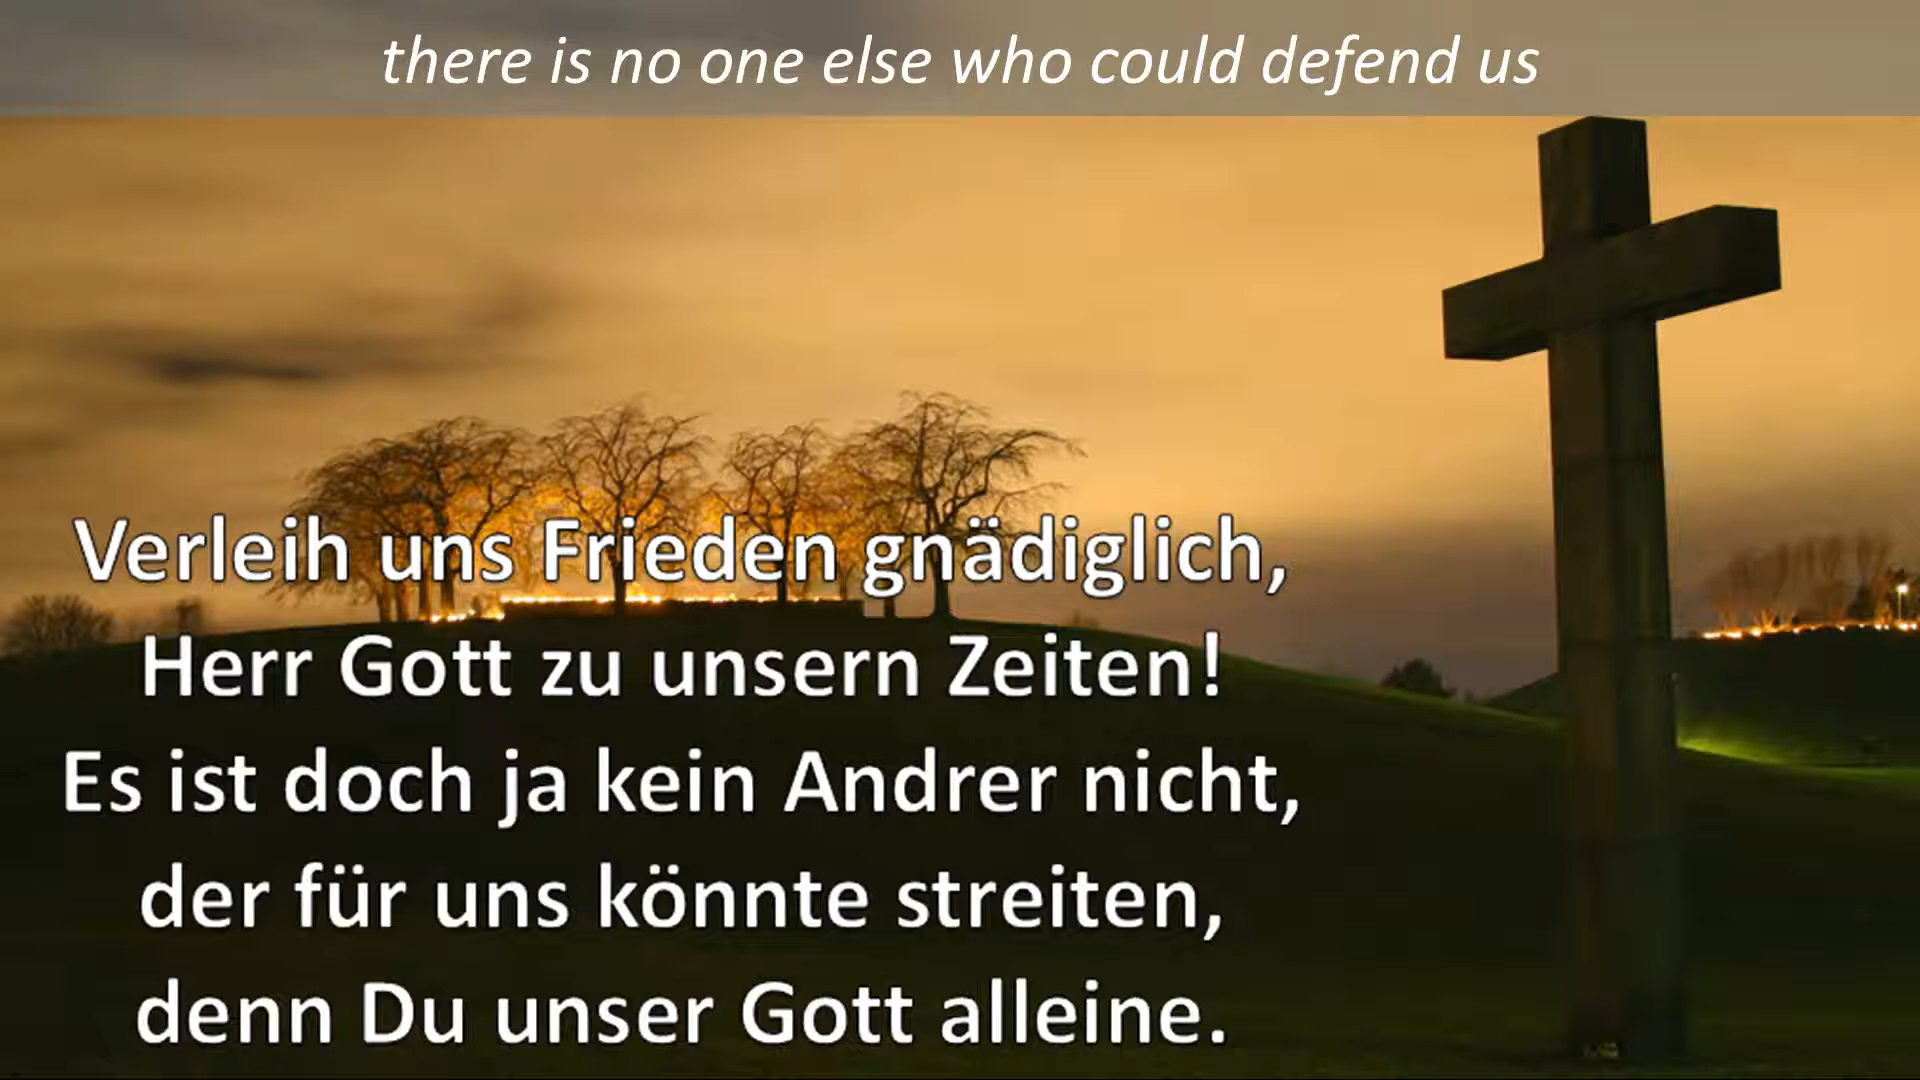 there is no one else who could defend us
Verleih uns Frieden gnädiglich,
Herr Gott zu unsern Zeiten!
Es ist doch ja kein Andrer nicht,
der für uns könnte streiten,
denn Du unser Gott alleine.